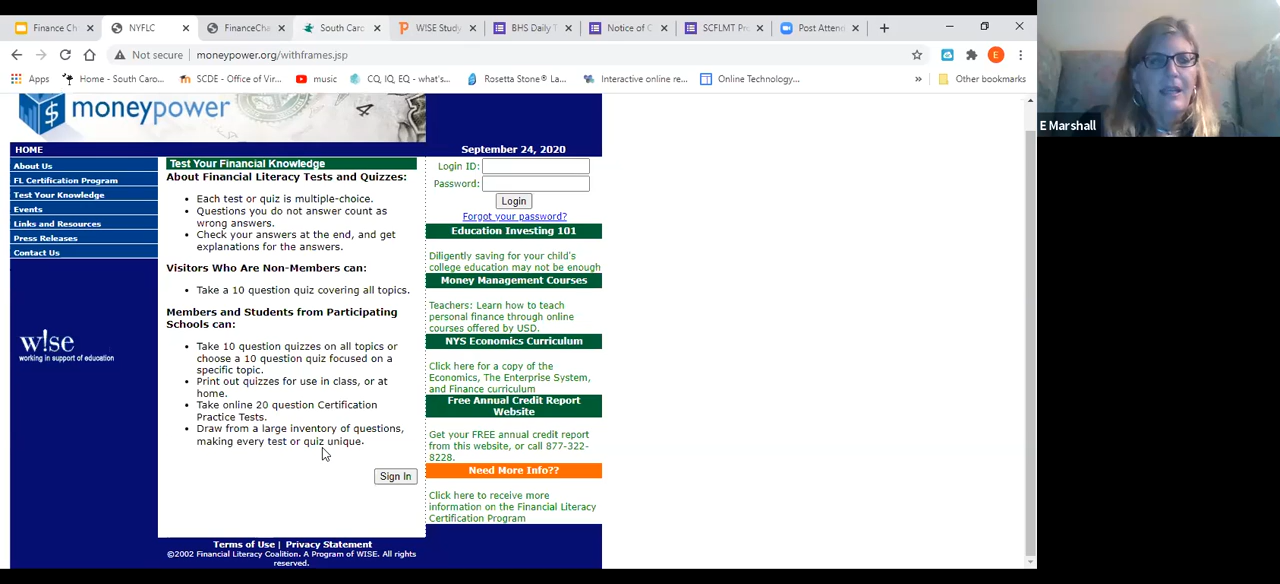 Finance Ch
NYFLC
FinanceCha
South Carc
WISE Study
BHS Daily T
Notice of C
SCFLMT Pro
Post Attend
Not secure
moneypower.org/withframes.jsp
Apps
Home - South Caro...
SCDE - Office of Vir...
music
CQ, IQ, EQ - what's...
Rosetta Stone® La...
Interactive online re...
Online Technology...
Other bookmarks
moneypower
HOME
September 24, 2020
About Us
FL Certification Program
Test Your Knowledge
Events
Links and Resources
Press Releases
Contact Us
w!se
working in support of education
Test Your Financial Knowledge
About Financial Literacy Tests and Quizzes:
Each test or quiz is multiple-choice.
Questions you do not answer count as
wrong answers.
Check your answers at the end, and get
explanations for the answers.
Visitors Who Are Non-Members can:
Take a 10 question quiz covering all topics.
Members and Students from Participating
Schools can:
Take 10 question quizzes on all topics or
choose a 10 question quiz focused on a
specific topic.
Print out quizzes for use in class, or at
home.
Take online 20 question Certification
Practice Tests.
Draw from a large inventory of questions,
making every test or quiz unique.
Sign In
Login ID:
Password:
Login
Forgot your password?
Education Investing 101
Diligently saving for your child's
college education may not be enough
Money Management Courses
Teachers: Learn how to teach
personal finance through online
courses offered by USD.
NYS Economics Curriculum
Click here for a copy of the
Economics, The Enterprise System,
and Finance curriculum
Free Annual Credit Report
Website
Get your FREE annual credit report
from this website, or call 877-322-
8228.
Need More Info??
Click here to receive more
information on the Financial Literacy
Certification Program
Terms of Use | Privacy Statement
©2002 Financial Literacy Coalition. A Program of WISE. All rights
reserved.
E Marshall